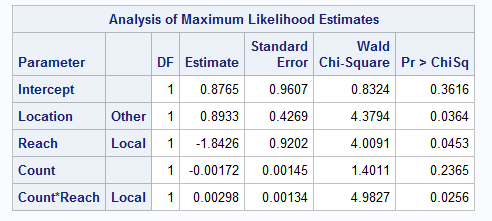 Analysis of Maximum Likelihood Estimates
Parameter DF Estimate Standard Error Wald Chi-Square Pr > ChiSq
Intercept 1 0.8765 0.9607 0.8324 0.3616
Location Other 1 0.8933 0.4269 4.3794 0.0364
Reach Local 1 -1.8426 0.9202 4.0091 0.0453
Count 1 -0.00172 0.00145 1.4011 0.2365
Count*Reach Local 1 0.00298 0.00134 4.9827 0.0256